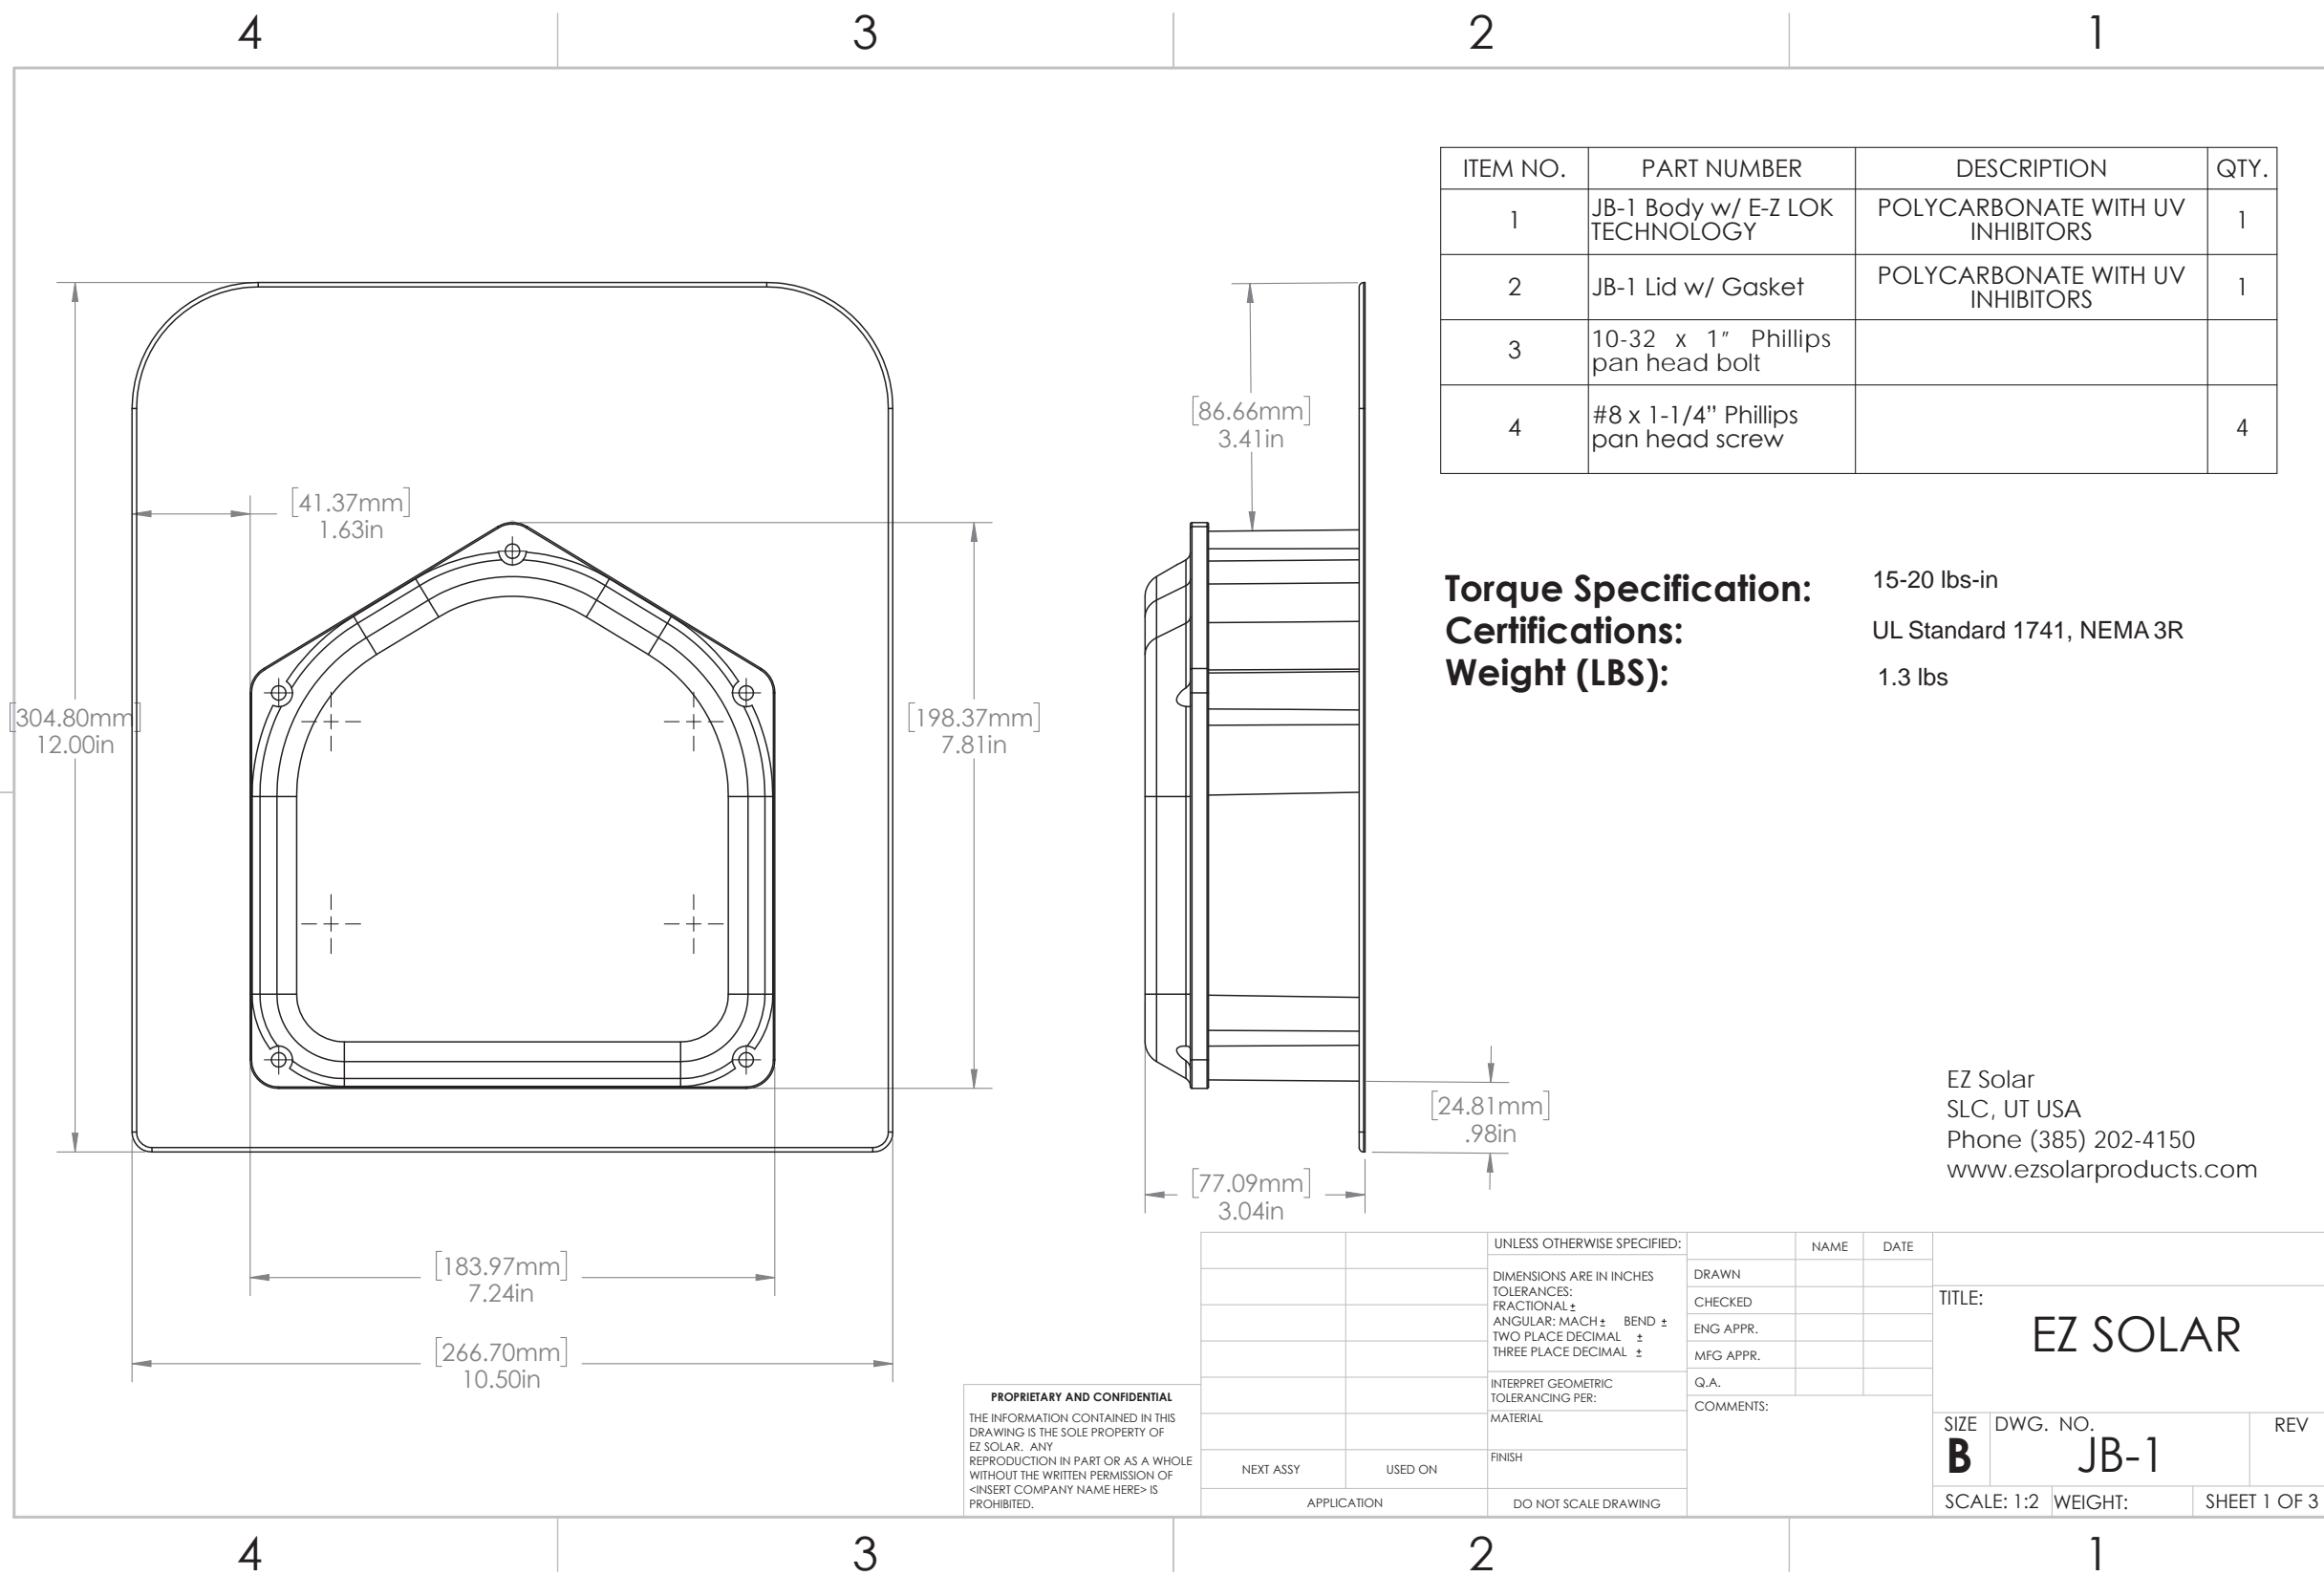 4 3 2 1
ITEM NO. PART NUMBER DESCRIPTION QTY.
1 JB-1 Body w/ E-Z LOK TECHNOLOGY POLYCARBONATE WITH UV INHIBITORS 1
2 JB-1 Lid w/ Gasket POLYCARBONATE WITH UV INHIBITORS 1
3 10-32 x 1" Phillips pan head bolt
4 #8 x 1-1/4” Phillips pan head screw 4
[86.66mm]
3.41in
[41.37mm]
1.63in
Torque Specification: 15-20 lbs-in
Certifications: UL Standard 1741, NEMA 3R
Weight (LBS): 1.3 lbs
[304.80mm]
12.00in
[198.37mm]
7.81in
[24.81mm]
.98in
[77.09mm]
3.04in
EZ Solar
SLC, UT USA
Phone (385) 202-4150
www.ezsolarproducts.com
[183.97mm]
7.24in
[266.70mm]
10.50in
PROPRIETARY AND CONFIDENTIAL
THE INFORMATION CONTAINED IN THIS
DRAWING IS THE SOLE PROPERTY OF
EZ SOLAR. ANY
REPRODUCTION IN PART OR AS A WHOLE
WITHOUT THE WRITTEN PERMISSION OF
<INSERT COMPANY NAME HERE> IS
PROHIBITED.
NEXT ASSY USED ON
APPLICATION
UNLESS OTHERWISE SPECIFIED:
DIMENSIONS ARE IN INCHES
TOLERANCES:
FRACTIONAL ±
ANGULAR: MACH ± BEND ±
TWO PLACE DECIMAL ±
THREE PLACE DECIMAL ±
INTERPRET GEOMETRIC
TOLERANCING PER:
MATERIAL
FINISH
DO NOT SCALE DRAWING
NAME DATE
DRAWN
CHECKED
ENG APPR.
MFG APPR.
Q.A.
COMMENTS:
TITLE:
EZ SOLAR
SIZE DWG. NO. REV
B JB-1
SCALE: 1:2 WEIGHT: SHEET 1 OF 3
4 3 2 1